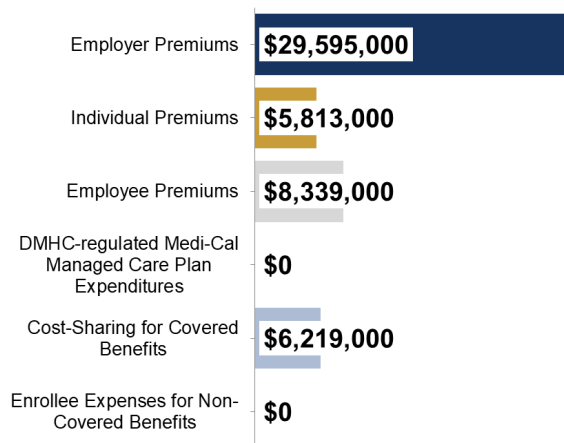 Employer Premiums
$29,595,000
Individual Premiums
$5,813,000
Employee Premiums
$8,339,000
DMHC-regulated Medi-Cal
Managed Care Plan
Expenditures
$0
Cost-Sharing for Covered
Benefits
$6,219,000
Enrollee Expenses for Non-
Covered Benefits
$0